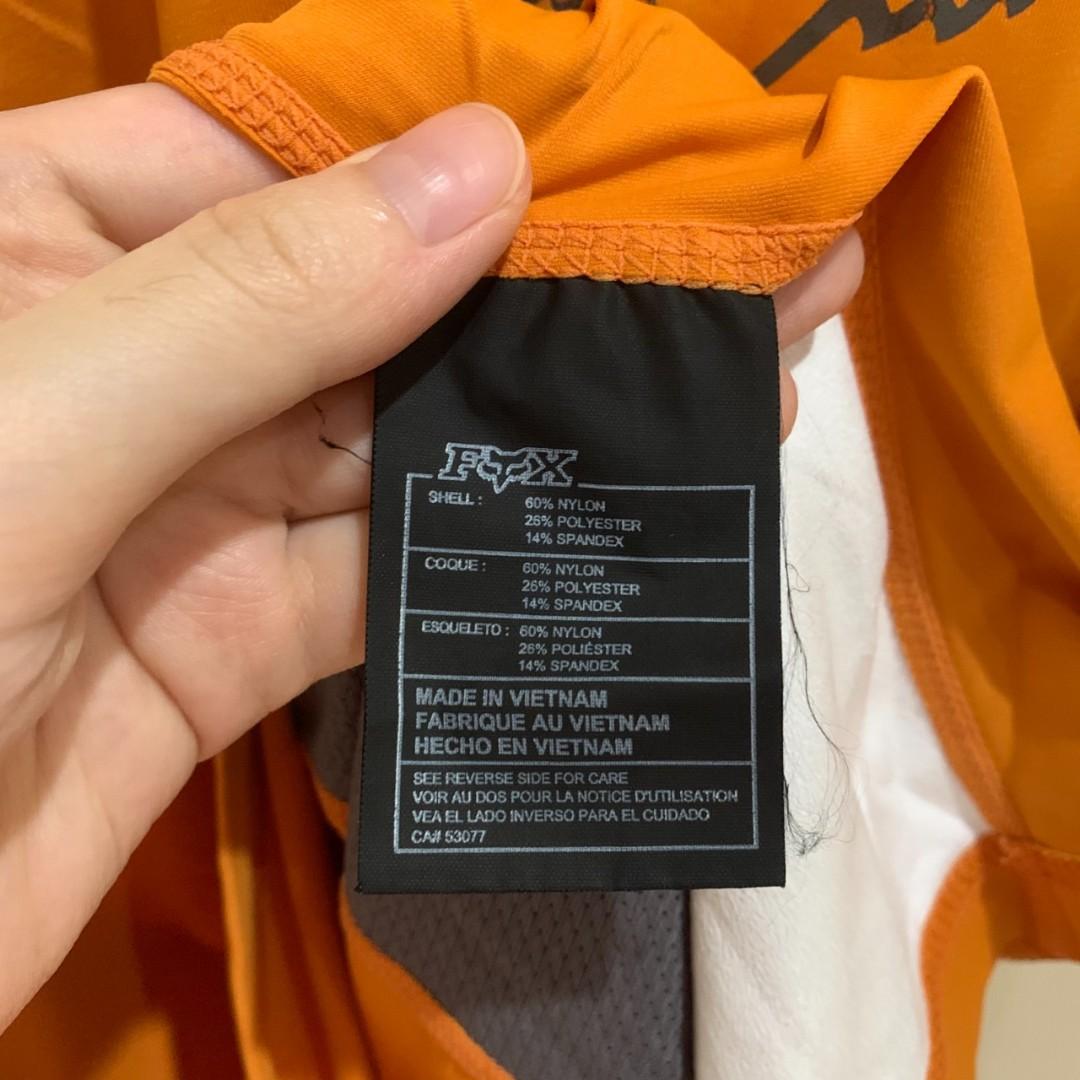 FOX
SHELL : 60% NYLON
26% POLYESTER
14% SPANDEX
COQUE : 60% NYLON
26% POLYESTER
14% SPANDEX
ESQUELETO : 60% NYLON
26% POLIÉSTER
14% SPANDEX
MADE IN VIETNAM
FABRIQUE AU VIETNAM
HECHO EN VIETNAM
SEE REVERSE SIDE FOR CARE
VOIR AU DOS POUR LA NOTICE D'UTILISATION
VEA EL LADO INVERSO PARA EL CUIDADO
CA# 53077